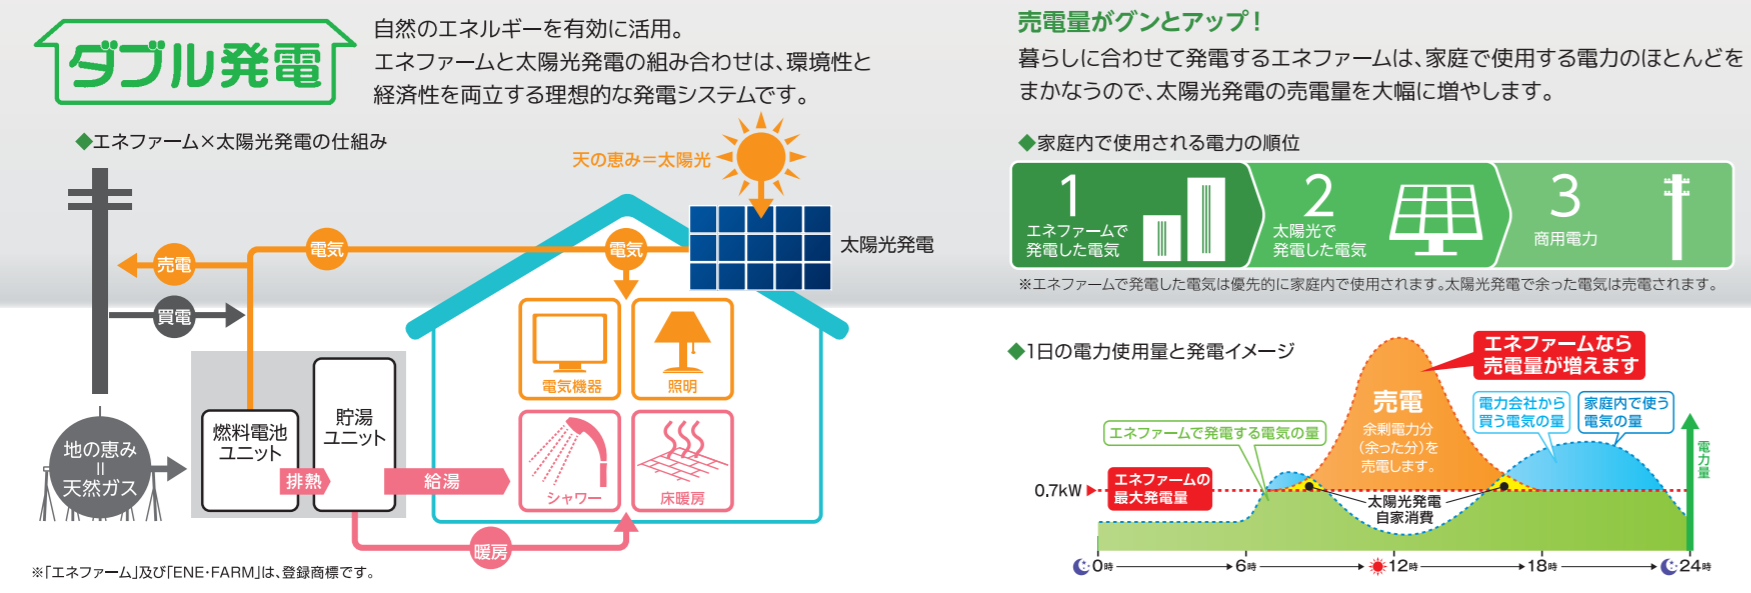 ダブル発電
自然のエネルギーを有効に活用。
エネファームと太陽光発電の組み合わせは、環境性と
経済性を両立する理想的な発電システムです。
◆エネファーム×太陽光発電の仕組み
天の恵み＝太陽光
太陽光発電
電気
電気
売電
買電
電気機器
照明
シャワー
床暖房
燃料電池
ユニット
貯湯
ユニット
排熱
給湯
暖房
地の恵み
＝
天然ガス
※「エネファーム」及び「ENE・FARM」は、登録商標です。
売電量がグンとアップ！
暮らしに合わせて発電するエネファームは、家庭で使用する電力のほとんどを
まかなうので、太陽光発電の売電量を大幅に増やします。
◆家庭内で使用される電力の順位
1
エネファームで
発電した電気
2
太陽光で
発電した電気
3
商用電力
※エネファームで発電した電気は優先的に家庭内で使用されます。太陽光発電で余った電気は売電されます。
◆1日の電力使用量と発電イメージ
エネファームなら
売電量が増えます
売電
余剰電力分
（余った分）を
売電します。
電力会社から
買う電気の量
家庭内で使う
電気の量
エネファームで発電する電気の量
電力量
0.7kW
エネファームの
最大発電量
太陽光発電
自家消費
0時
6時
12時
18時
24時